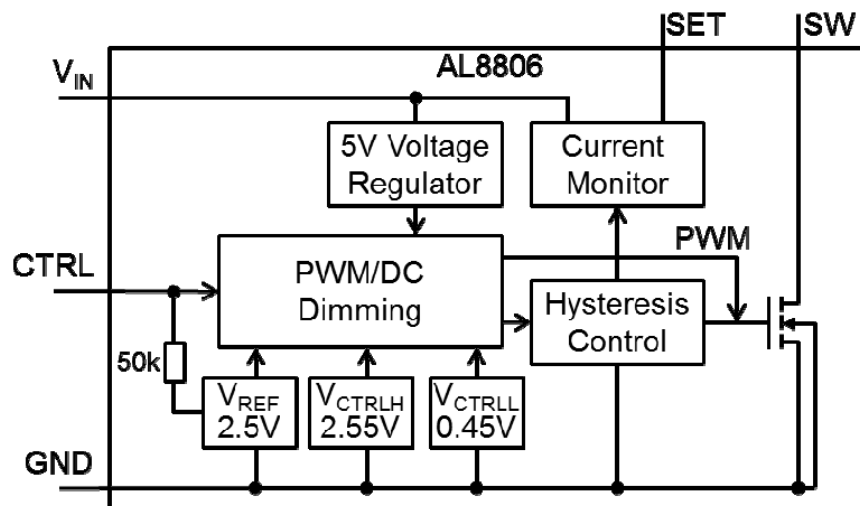 SET
SW
AL8806
VIN
5V Voltage
Regulator
Current
Monitor
PWM
CTRL
PWM/DC
Dimming
Hysteresis
Control
50k
VREF
2.5V
VCTRLH
2.55V
VCTRLL
0.45V
GND